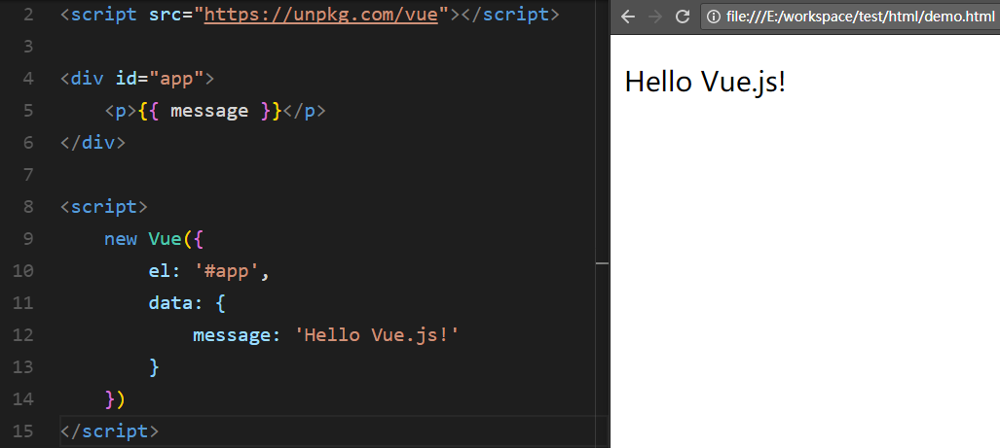 2 <script src="https://unpkg.com/vue"></script>
3
4 <div id="app">
5     <p>{{ message }}</p>
6 </div>
7
8 <script>
9     new Vue({
10         el: '#app',
11         data: {
12             message: 'Hello Vue.js!'
13         }
14     })
15 </script>
file:///E:/workspace/test/html/demo.html
Hello Vue.js!